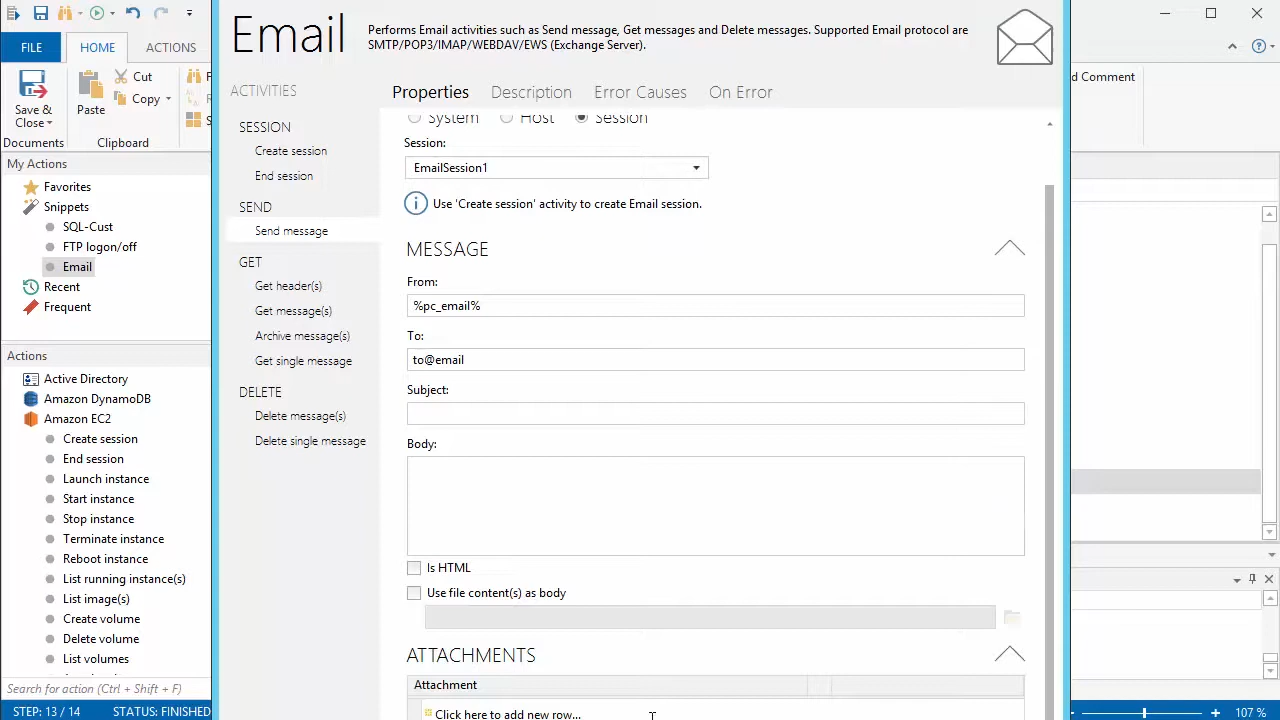 FILE
HOME
ACTIONS
Save &
Close
Paste
Cut
Copy
Documents
Clipboard
d Comment
My Actions
Favorites
Snippets
SQL-Cust
FTP logon/off
Email
Recent
Frequent
Actions
Active Directory
Amazon DynamoDB
Amazon EC2
Create session
End session
Launch instance
Start instance
Stop instance
Terminate instance
Reboot instance
List running instance(s)
List image(s)
Create volume
Delete volume
List volumes
Search for action (Ctrl + Shift + F)
STEP: 13 / 14
STATUS: FINISHED
Email
Performs Email activities such as Send message, Get messages and Delete messages. Supported Email protocol are
SMTP/POP3/IMAP/WEBDAV/EWS (Exchange Server).
ACTIVITIES
SESSION
Create session
End session
SEND
Send message
GET
Get header(s)
Get message(s)
Archive message(s)
Get single message
DELETE
Delete message(s)
Delete single message
Properties
Description
Error Causes
On Error
System
Host
Session
Session:
EmailSession1
Use 'Create session' activity to create Email session.
MESSAGE
From:
%pc_email%
To:
to@email
Subject:
Body:
Is HTML
Use file content(s) as body
ATTACHMENTS
Attachment
Click here to add new row...
107 %